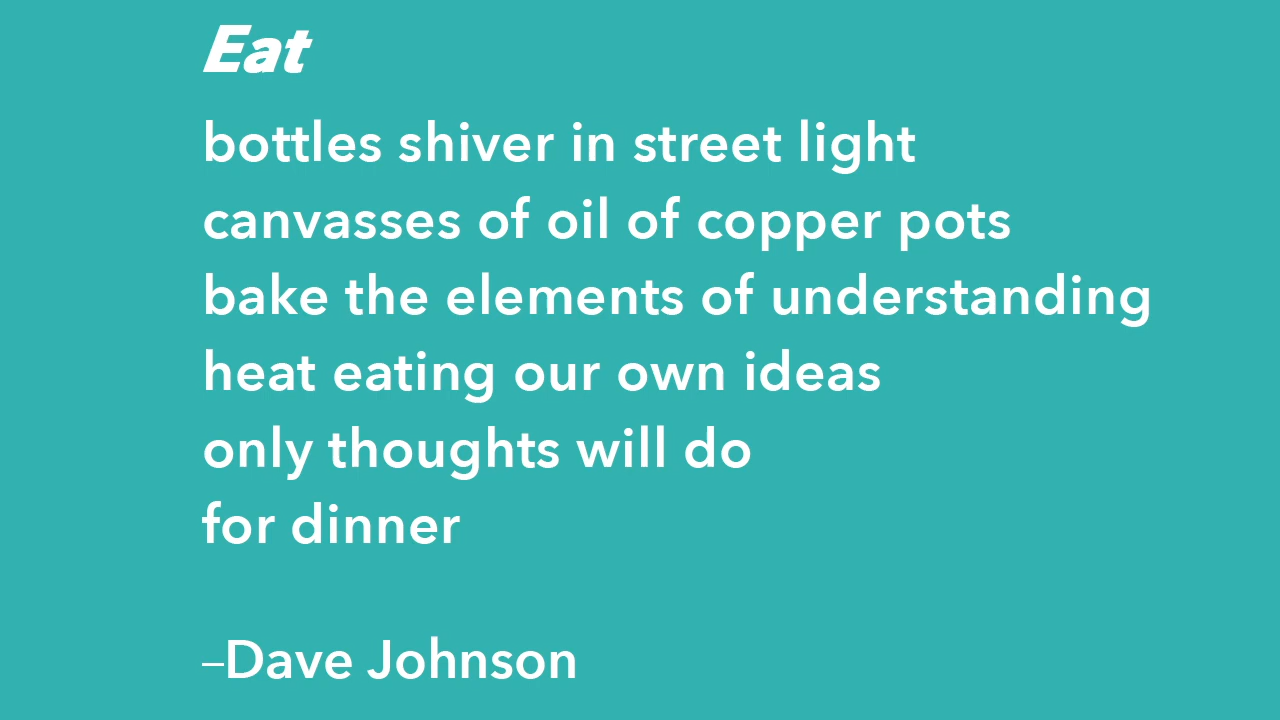 Eat
bottles shiver in street light
canvasses of oil of copper pots
bake the elements of understanding
heat eating our own ideas
only thoughts will do
for dinner
–Dave Johnson